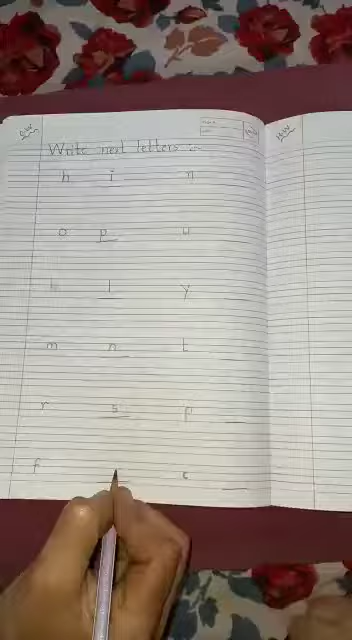 C.W
H.W
Write next letters :-
h i n
o p u
k l y
m n t
r s p
f c